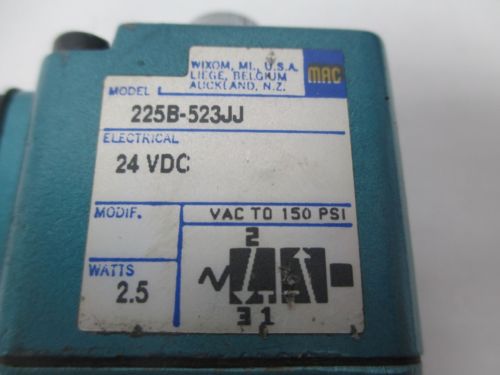 WIXOM, MI., U.S.A.
LIEGE, BELGIUM
AUCKLAND, N.Z.
MAC
MODEL
225B-523JJ
ELECTRICAL
24 VDC
MODIF.
VAC TO 150 PSI
WATTS
2.5
2
3 1